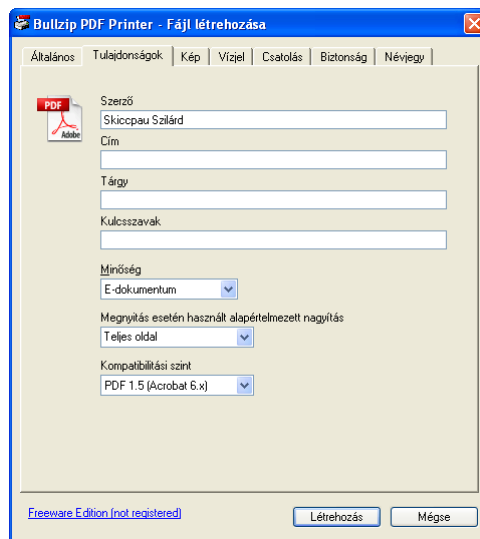 Bullzip PDF Printer - Fájl létrehozása
Általános Tulajdonságok Kép Vízjel Csatolás Biztonság Névjegy
PDF
Adobe
Szerző
Skiccpau Szilárd
Cím
Tárgy
Kulcsszavak
Minőség
E-dokumentum
Megnyitás esetén használt alapértelmezett nagyítás
Teljes oldal
Kompatibilitási szint
PDF 1.5 (Acrobat 6.x)
Freeware Edition (not registered)
Létrehozás Mégse